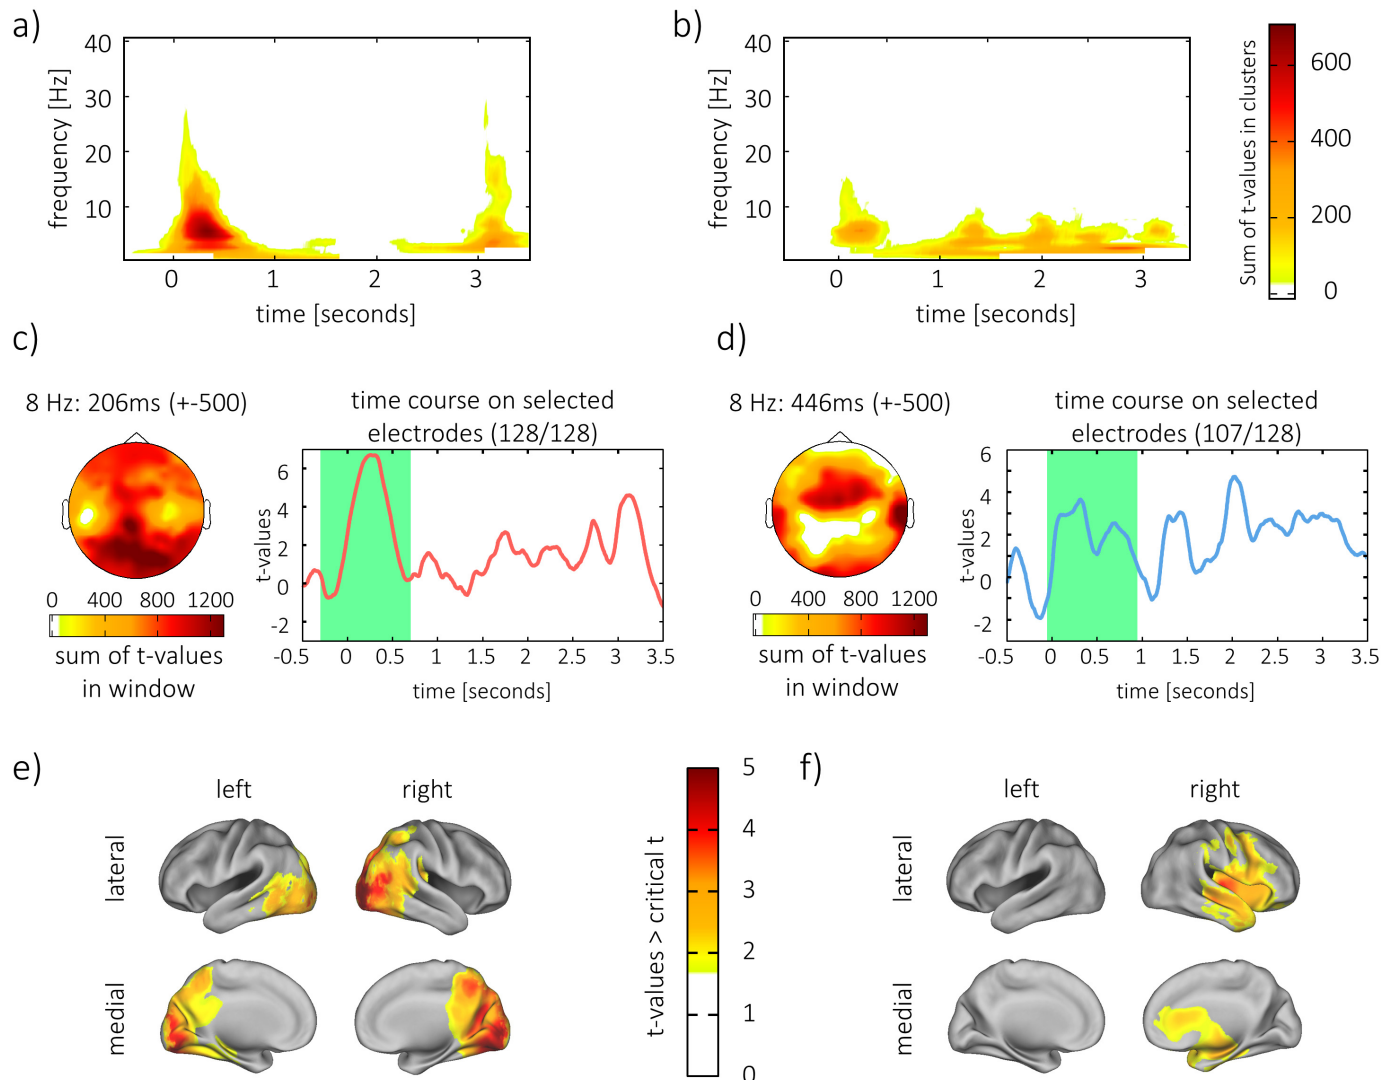 a)
40
30
20
10
frequency [Hz]
0 1 2 3
time [seconds]
b)
40
30
20
10
frequency [Hz]
0 1 2 3
time [seconds]
600
400
200
0
Sum of t-values in clusters
c)
8 Hz: 206ms (+-500)
0 400 800 1200
sum of t-values
in window
time course on selected
electrodes (128/128)
6
4
2
0
-2
t-values
-0.5 0 0.5 1 1.5 2 2.5 3 3.5
time [seconds]
d)
8 Hz: 446ms (+-500)
0 400 800 1200
sum of t-values
in window
time course on selected
electrodes (107/128)
6
4
2
0
-2
t-values
-0.5 0 0.5 1 1.5 2 2.5 3 3.5
time [seconds]
e)
left right
lateral
medial
5
4
3
2
1
0
t-values > critical t
f)
left right
lateral
medial